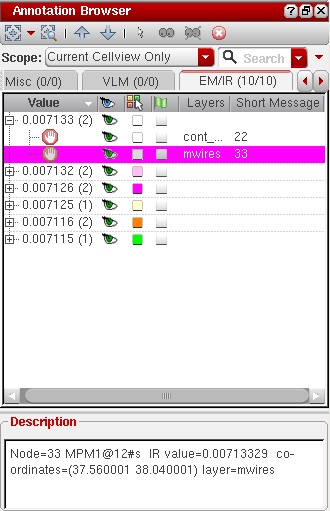 Annotation Browser
Scope: Current Cellview Only Search
Misc (0/0) VLM (0/0) EM/IR (10/10)
Value Layers Short Message
0.007133 (2)
cont_... 22
mwires 33
0.007132 (2)
0.007126 (2)
0.007125 (1)
0.007116 (2)
0.007115 (1)
Description
Node=33 MPM1@12#s IR value=0.00713329 co-
ordinates=(37.560001 38.040001) layer=mwires